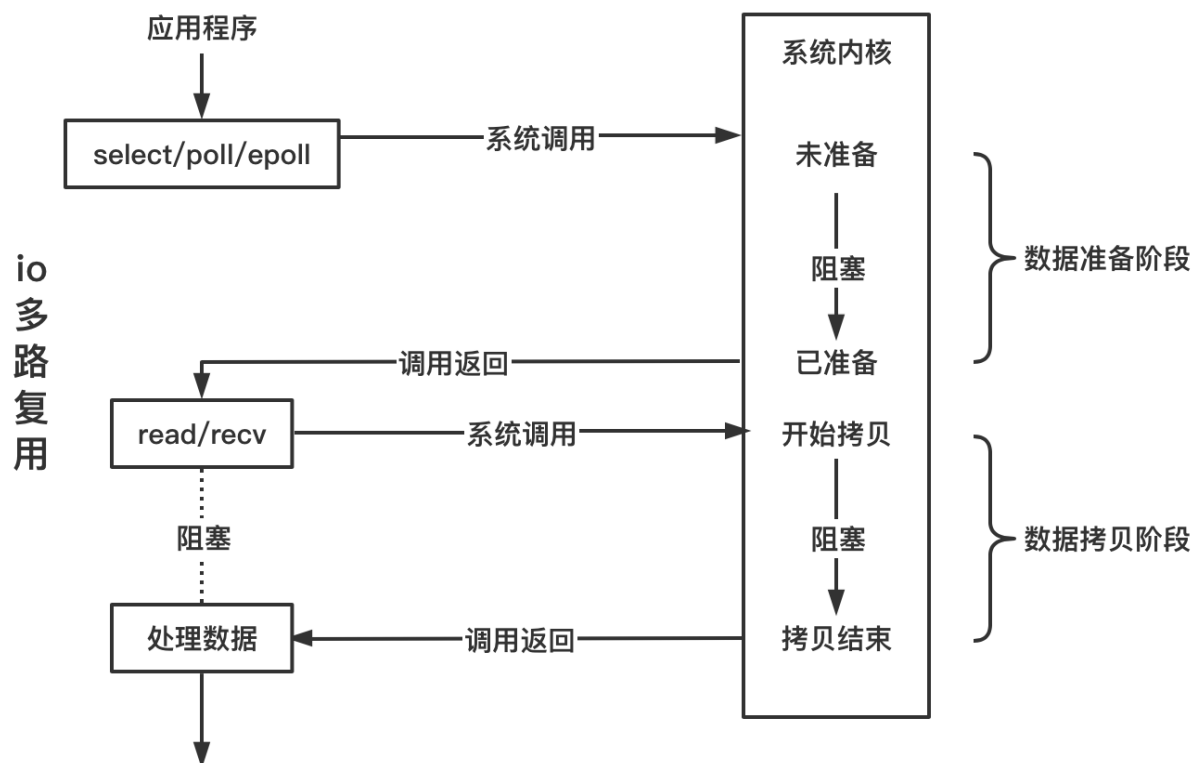 应用程序
系统内核
select/poll/epoll
系统调用
未准备
io
多
路
复
用
阻塞
数据准备阶段
调用返回
已准备
read/recv
系统调用
开始拷贝
阻塞
阻塞
数据拷贝阶段
处理数据
调用返回
拷贝结束